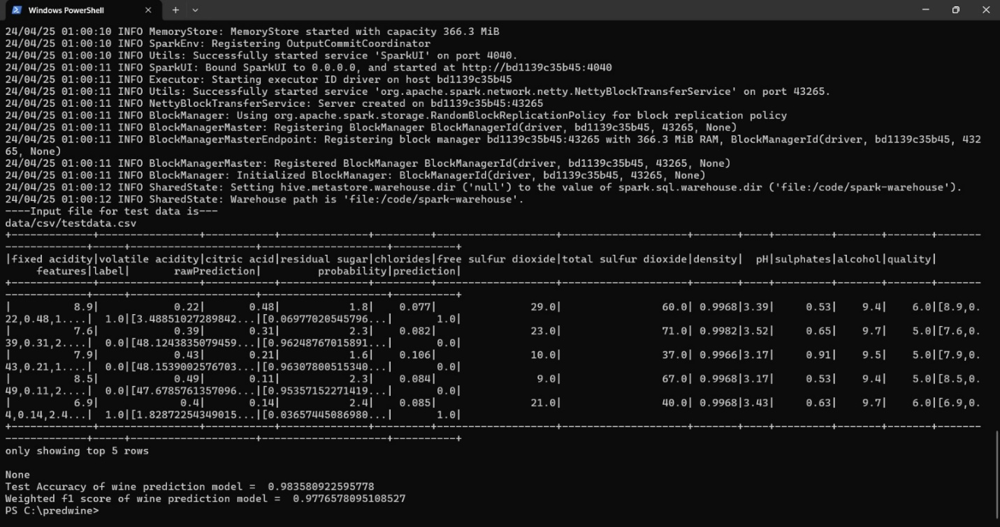 Windows PowerShell
24/04/25 01:00:10 INFO MemoryStore: MemoryStore started with capacity 366.3 MiB
24/04/25 01:00:10 INFO SparkEnv: Registering OutputCommitCoordinator
24/04/25 01:00:10 INFO Utils: Successfully started service 'SparkUI' on port 4040.
24/04/25 01:00:11 INFO SparkUI: Bound SparkUI to 0.0.0.0, and started at http://bd1139c35b45:4040
24/04/25 01:00:11 INFO Executor: Starting executor ID driver on host bd1139c35b45
24/04/25 01:00:11 INFO Utils: Successfully started service 'org.apache.spark.network.netty.NettyBlockTransferService' on port 43265.
24/04/25 01:00:11 INFO NettyBlockTransferService: Server created on bd1139c35b45:43265
24/04/25 01:00:11 INFO BlockManager: Using org.apache.spark.storage.RandomBlockReplicationPolicy for block replication policy
24/04/25 01:00:11 INFO BlockManagerMaster: Registering BlockManager BlockManagerId(driver, bd1139c35b45, 43265, None)
24/04/25 01:00:11 INFO BlockManagerMasterEndpoint: Registering block manager bd1139c35b45:43265 with 366.3 MiB RAM, BlockManagerId(driver, bd1139c35b45, 432
65, None)
24/04/25 01:00:11 INFO BlockManagerMaster: Registered BlockManager BlockManagerId(driver, bd1139c35b45, 43265, None)
24/04/25 01:00:11 INFO BlockManager: Initialized BlockManager: BlockManagerId(driver, bd1139c35b45, 43265, None)
24/04/25 01:00:12 INFO SharedState: Setting hive.metastore.warehouse.dir ('null') to the value of spark.sql.warehouse.dir ('file:/code/spark-warehouse').
24/04/25 01:00:12 INFO SharedState: Warehouse path is 'file:/code/spark-warehouse'.
----Input file for test data is---
data/csv/testdata.csv
+-------------+----------------+-----------+--------------+---------+-------------------+--------------------+-------+----+---------+-------+-------+-------
-------------+-----+--------------------+--------------------+----------+
|fixed acidity|volatile acidity|citric acid|residual sugar|chlorides|free sulfur dioxide|total sulfur dioxide|density|  pH|sulphates|alcohol|quality|
     features|label|       rawPrediction|         probability|prediction|
+-------------+----------------+-----------+--------------+---------+-------------------+--------------------+-------+----+---------+-------+-------+-------
-------------+-----+--------------------+--------------------+----------+
|          8.9|            0.22|       0.48|           1.8|    0.077|               29.0|                60.0| 0.9968|3.39|     0.53|    9.4|    6.0|[8.9,0.
22,0.48,1....|  1.0|[3.48851027289842...|[0.06977020545796...|       1.0|
|          7.6|            0.39|       0.31|           2.3|    0.082|               23.0|                71.0| 0.9982|3.52|     0.65|    9.7|    5.0|[7.6,0.
39,0.31,2....|  0.0|[48.1243835079459...|[0.96248767015891...|       0.0|
|          7.9|            0.43|       0.21|           1.6|    0.106|               10.0|                37.0| 0.9966|3.17|     0.91|    9.5|    5.0|[7.9,0.
43,0.21,1....|  0.0|[48.1539002576703...|[0.96307800515340...|       0.0|
|          8.5|            0.49|       0.11|           2.3|    0.084|                9.0|                67.0| 0.9968|3.17|     0.53|    9.4|    5.0|[8.5,0.
49,0.11,2....|  0.0|[47.6785761357096...|[0.95357152271419...|       0.0|
|          6.9|             0.4|       0.14|           2.4|    0.085|               21.0|                40.0| 0.9968|3.43|     0.63|    9.7|    6.0|[6.9,0.
4,0.14,2.4...|  1.0|[1.82872254349015...|[0.03657445086980...|       1.0|
+-------------+----------------+-----------+--------------+---------+-------------------+--------------------+-------+----+---------+-------+-------+-------
-------------+-----+--------------------+--------------------+----------+
only showing top 5 rows
None
Test Accuracy of wine prediction model =  0.983580922595778
Weighted f1 score of wine prediction model =  0.9776578095108527
PS C:\predwine>